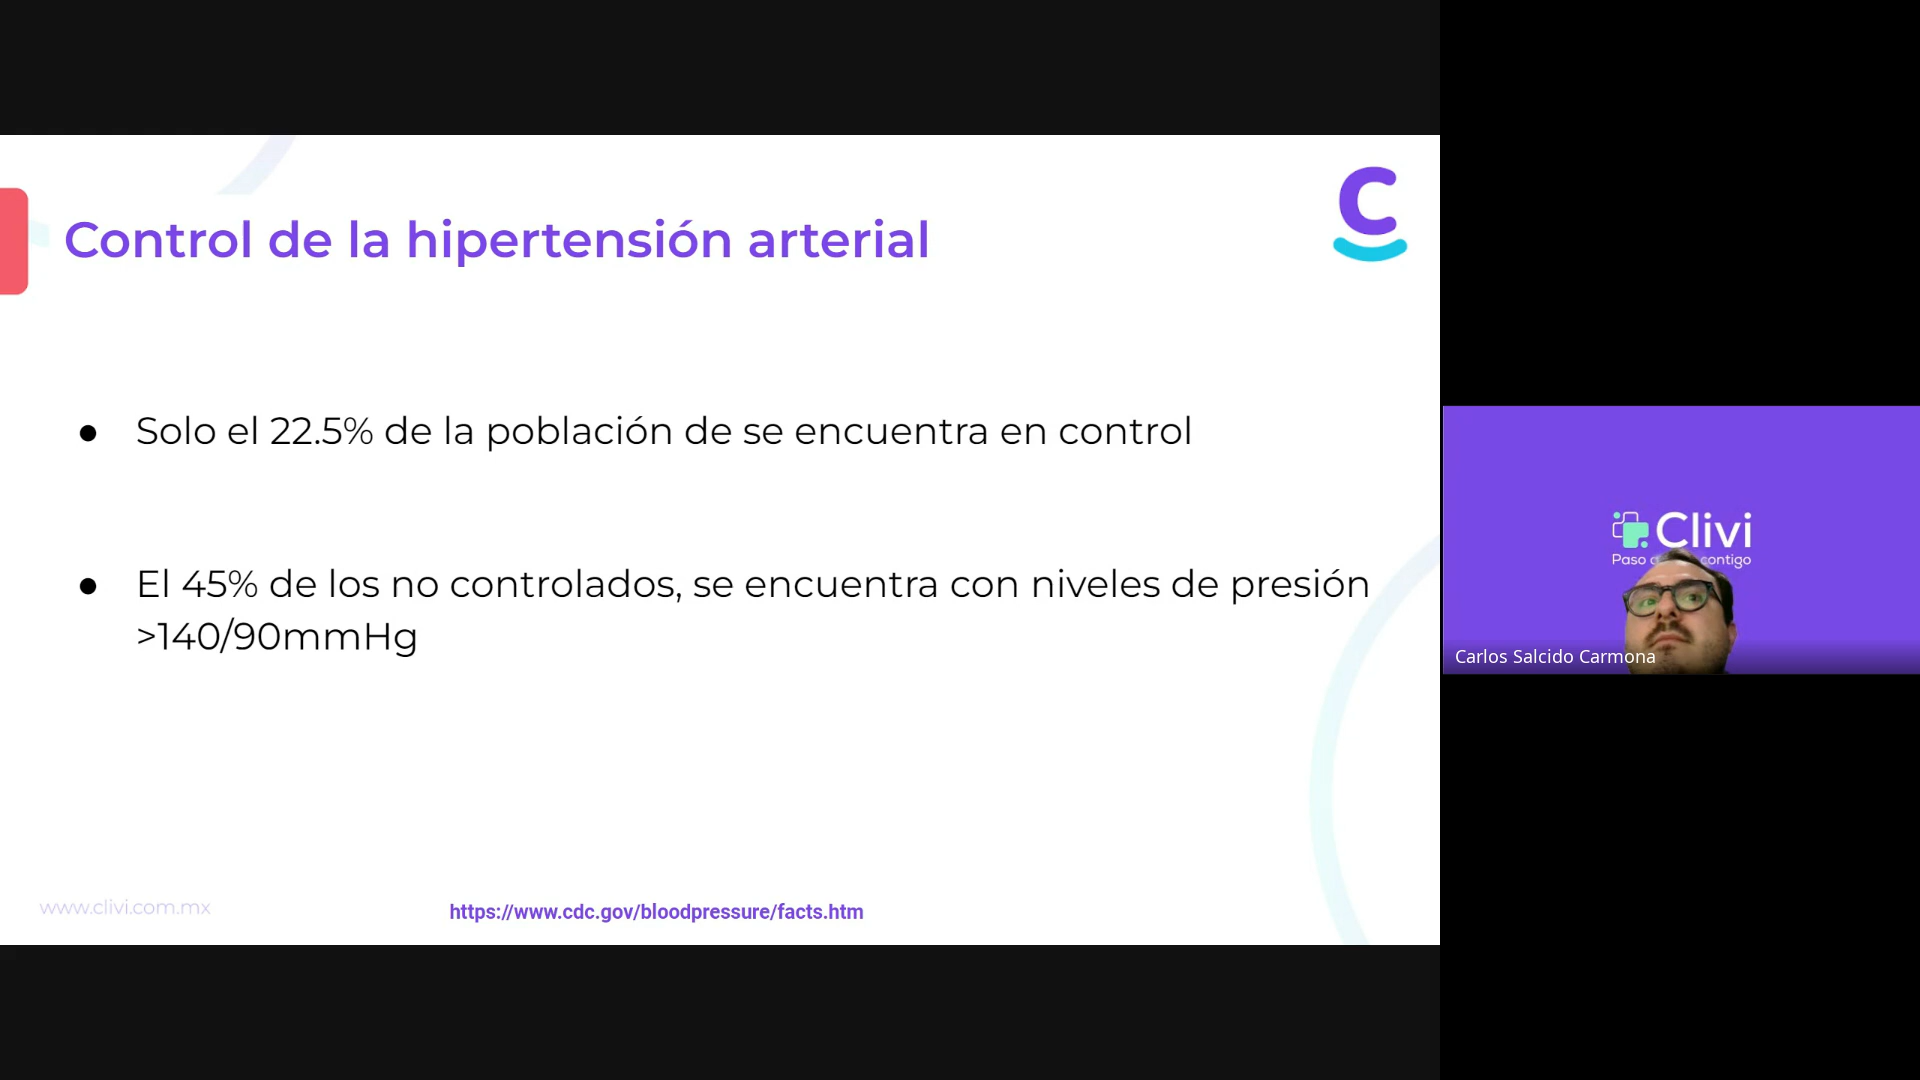 Control de la hipertensión arterial
● Solo el 22.5% de la población de se encuentra en control
● El 45% de los no controlados, se encuentra con niveles de presión
>140/90mmHg
www.clivi.com.mx
https://www.cdc.gov/bloodpressure/facts.htm
Clivi
Paso contigo
Carlos Salcido Carmona